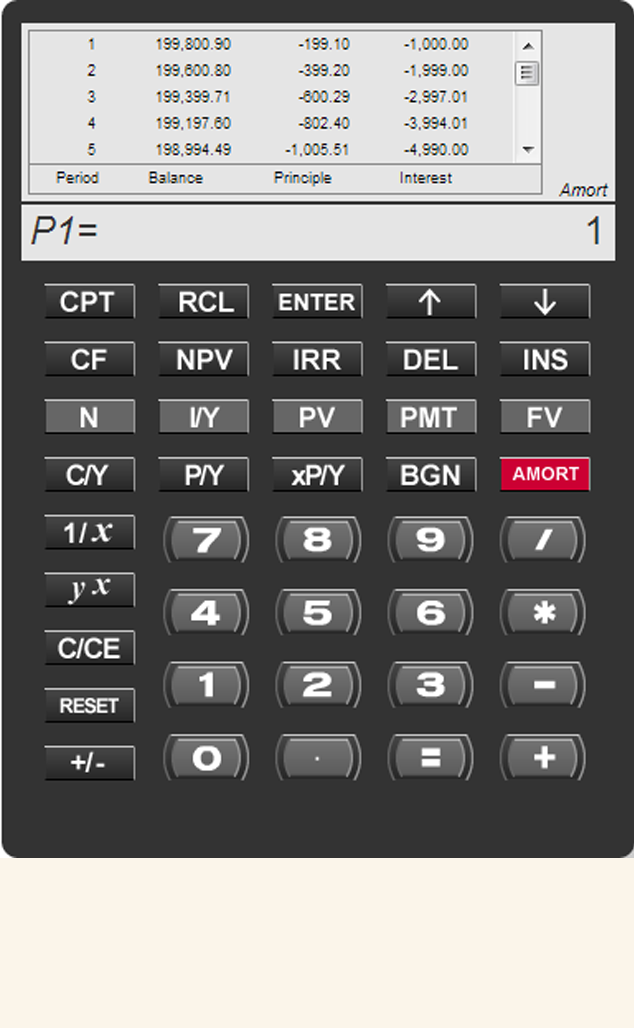 1 199,800.90 -199.10 -1,000.00
2 199,600.80 -399.20 -1,999.00
3 199,399.71 -600.29 -2,997.01
4 199,197.60 -802.40 -3,994.01
5 198,994.49 -1,005.51 -4,990.00
Period Balance Principle Interest
Amort
P1= 1
CPT RCL ENTER ↑ ↓
CF NPV IRR DEL INS
N I/Y PV PMT FV
C/Y P/Y xP/Y BGN AMORT
1/x 7 8 9 /
y x 4 5 6 *
C/CE
1 2 3 -
RESET
+/- 0 . = +